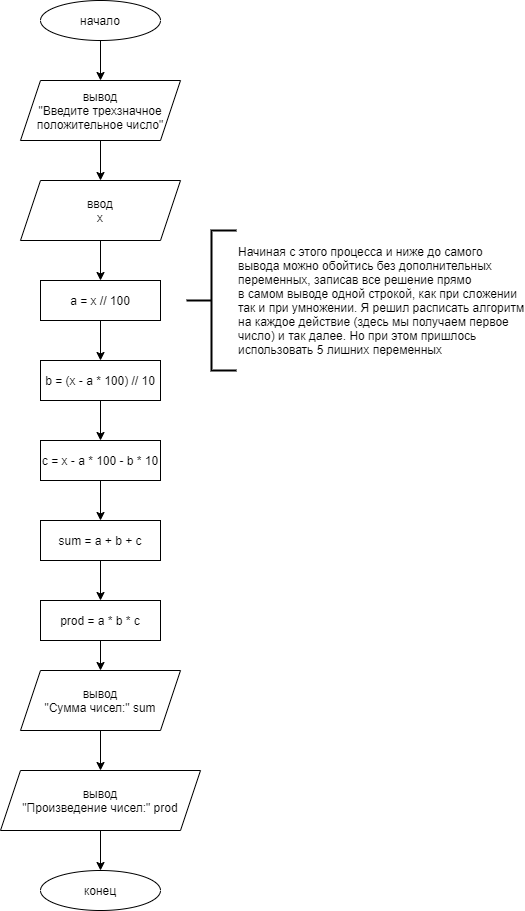 начало
вывод
"Введите трехзначное
положительное число"
ввод
x
Начиная с этого процесса и ниже до самого
вывода можно обойтись без дополнительных
переменных, записав все решение прямо
в самом выводе одной строкой, как при сложении
так и при умножении. Я решил расписать алгоритм
на каждое действие (здесь мы получаем первое
число) и так далее. Но при этом пришлось
использовать 5 лишних переменных
a = x // 100
b = (x - a * 100) // 10
c = x - a * 100 - b * 10
sum = a + b + c
prod = a * b * c
вывод
"Сумма чисел:" sum
вывод
"Произведение чисел:" prod
конец